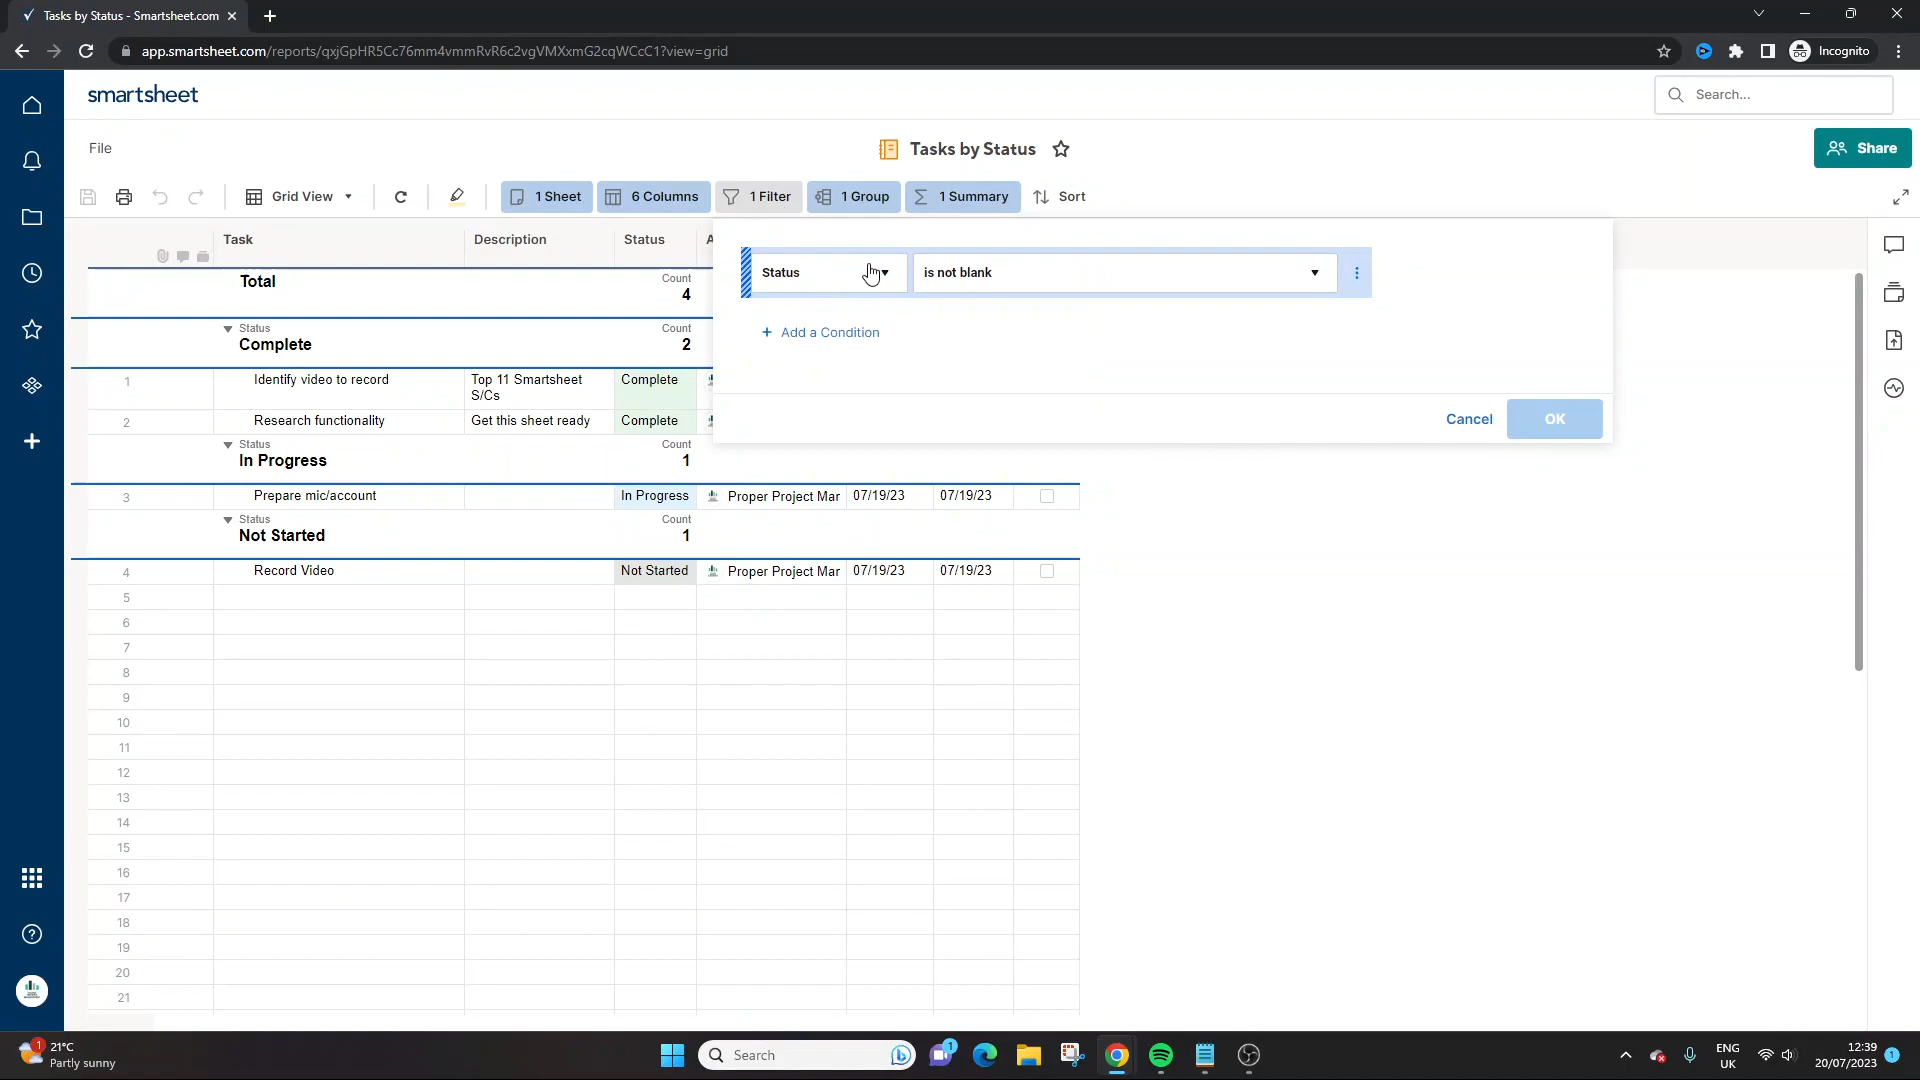 Tasks by Status - Smartsheet.com
app.smartsheet.com/reports/qxjGpHR5Cc76mm4vmmRvR6c2vgVMXxmG2cqWCcC1?view=grid
Incognito
smartsheet
Search...
File
Tasks by Status
Share
Grid View
1 Sheet
6 Columns
1 Filter
1 Group
1 Summary
Sort
Task
Description
Status
A
Status
is not blank
Add a Condition
Cancel
OK
Total
Count
4
Status
Complete
Count
2
1
Identify video to record
Top 11 Smartsheet
S/Cs
Complete
2
Research functionality
Get this sheet ready
Complete
Status
In Progress
Count
1
3
Prepare mic/account
In Progress
Proper Project Mar
07/19/23
07/19/23
Status
Not Started
Count
1
4
Record Video
Not Started
Proper Project Mar
07/19/23
07/19/23
5
6
7
8
9
10
11
12
13
14
15
16
17
18
19
20
21
1
21°C
Partly sunny
Search
1
ENG
UK
12:39
20/07/2023
1